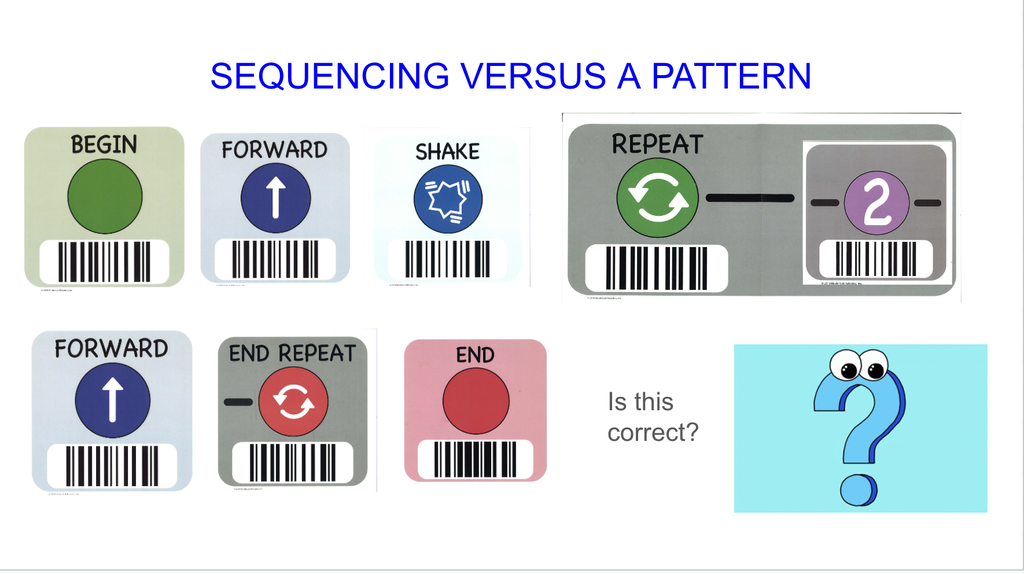 SEQUENCING VERSUS A PATTERN
BEGIN
FORWARD
SHAKE
REPEAT
2
FORWARD
END REPEAT
END
Is this
correct?